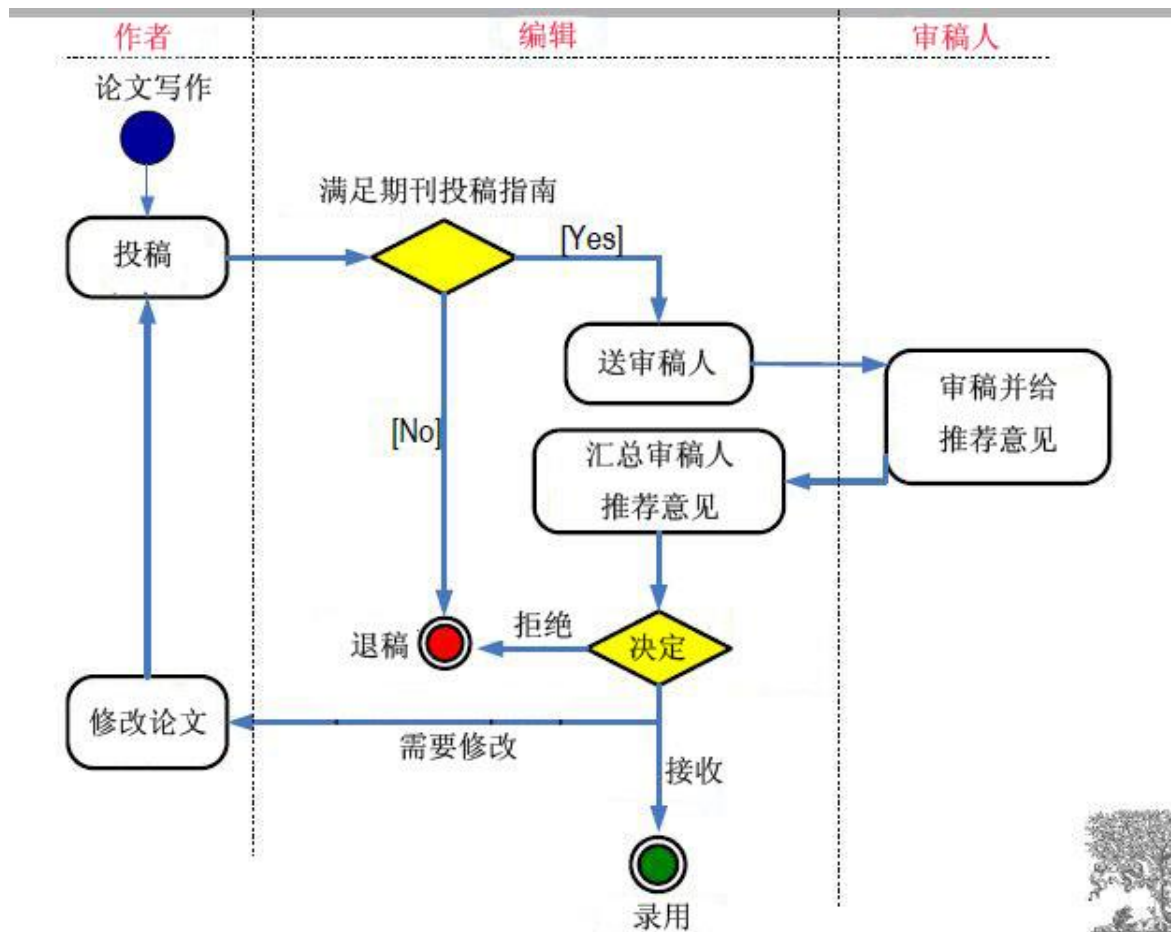 作者
编辑
审稿人
论文写作
满足期刊投稿指南
投稿
[Yes]
送审稿人
审稿并给
推荐意见
[No]
汇总审稿人
推荐意见
退稿
拒绝
决定
修改论文
需要修改
接收
录用